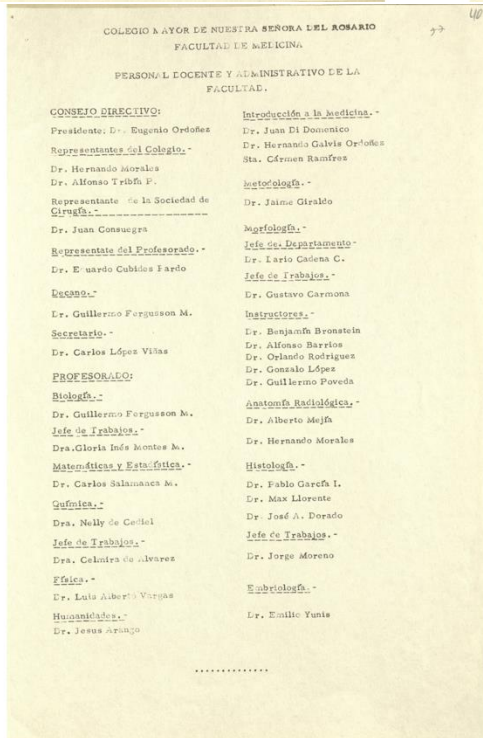 40
97
COLEGIO MAYOR DE NUESTRA SEÑORA DEL ROSARIO
FACULTAD DE MEDICINA
PERSONAL DOCENTE Y ADMINISTRATIVO DE LA
FACULTAD.
CONSEJO DIRECTIVO:
Presidente: Dr. Eugenio Ordoñez
Representantes del Colegio.-
Dr. Hernando Morales
Dr. Alfonso Tribín P.
Representante de la Sociedad de
Cirugía.-
Dr. Juan Consuegra
Representate del Profesorado.-
Dr. Eduardo Cubides Pardo
Decano.-
Dr. Guillermo Fergusson M.
Secretario.-
Dr. Carlos López Viñas
PROFESORADO:
Biología.-
Dr. Guillermo Fergusson M.
Jefe de Trabajos.-
Dra.Gloria Inés Montes M.
Matemáticas y Estadística.-
Dr. Carlos Salamanca M.
Química.-
Dra. Nelly de Cediel
Jefe de Trabajos.-
Dra. Celmira de Alvarez
Física.-
Dr. Luis Alberto Vargas
Humanidades.-
Dr. Jesus Arango
Introducción a la Medicina.-
Dr. Juan Di Domenico
Dr. Hernando Galvis Ordoñez
Sta. Cármen Ramírez
Metodología.-
Dr. Jaime Giraldo
Morfología.-
Jefe del Departamento-
Dr. Dario Cadena C.
Jefe de Trabajos.-
Dr. Gustavo Carmona
Instructores.-
Dr. Benjamín Bronstein
Dr. Alfonso Barrios
Dr. Orlando Rodriguez
Dr. Gonzalo López
Dr. Guillermo Poveda
Anatomía Radiológica.-
Dr. Alberto Mejía
Dr. Hernando Morales
Histología.-
Dr. Pablo García I.
Dr. Max Llorente
Dr. José A. Dorado
Jefe de Trabajos.-
Dr. Jorge Moreno
Embriología.-
Dr. Emilio Yunis
..............